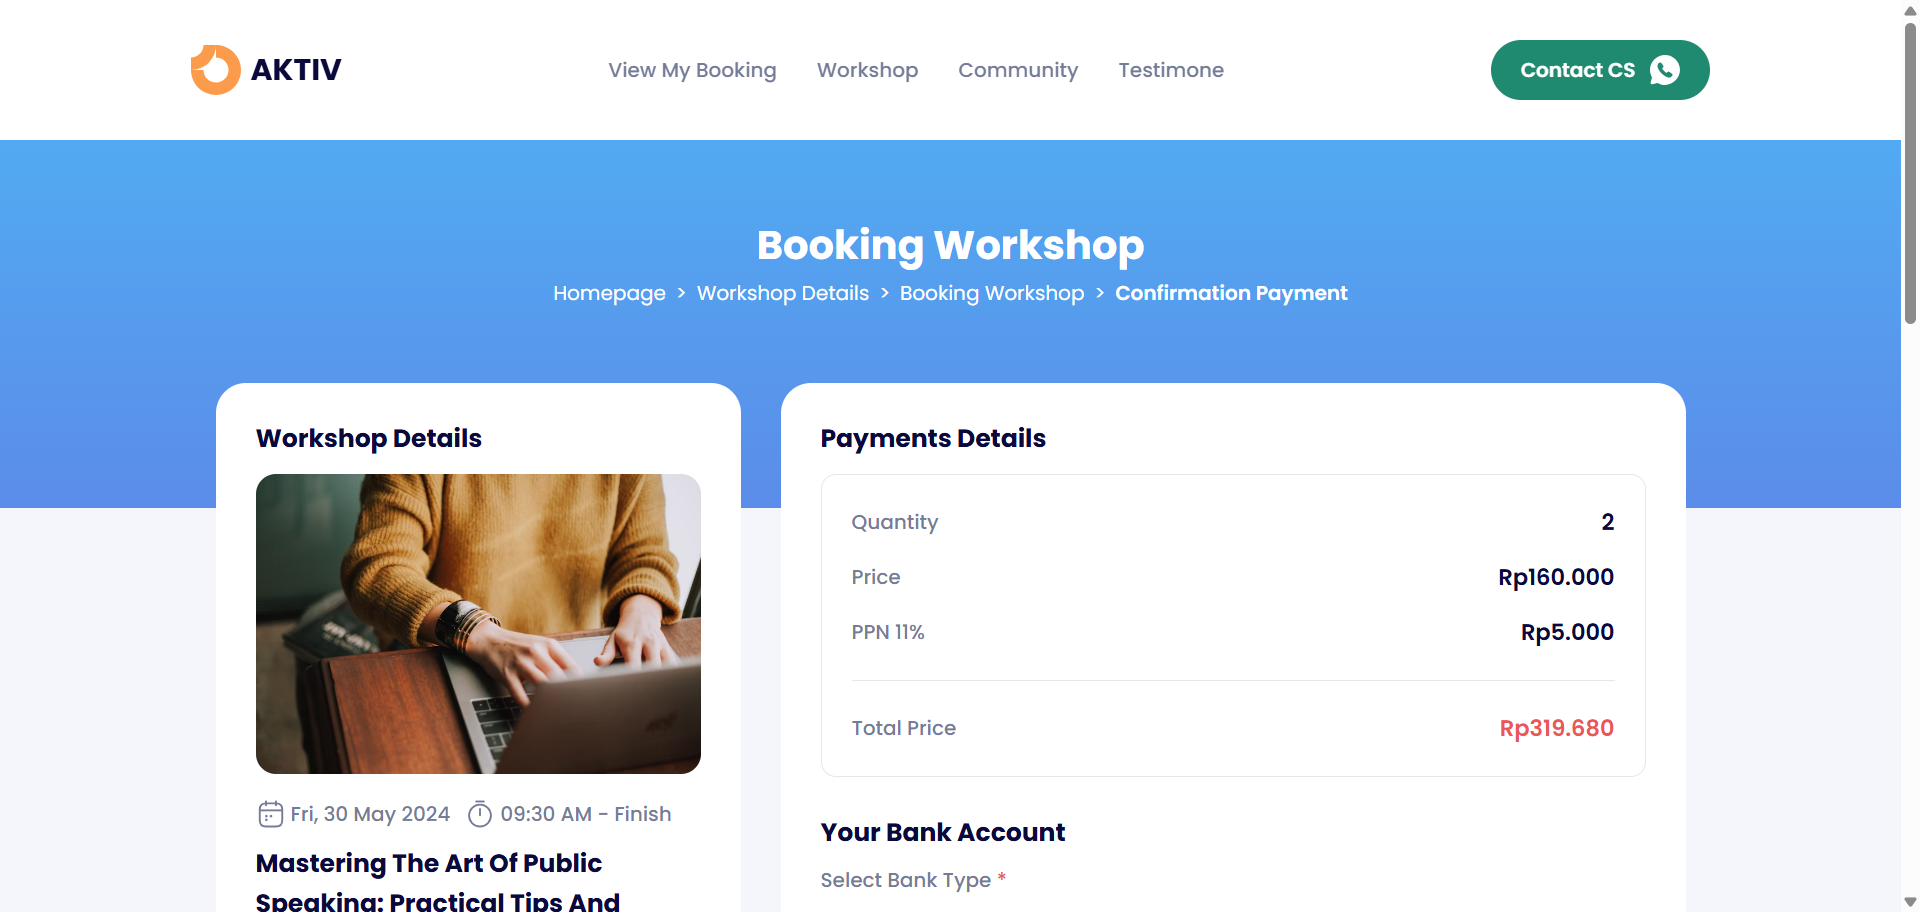 AKTIV
View My Booking
Workshop
Community
Testimone
Contact CS
Booking Workshop
Homepage > Workshop Details > Booking Workshop > Confirmation Payment
Workshop Details
Fri, 30 May 2024
09:30 AM - Finish
Mastering The Art Of Public
Speaking: Practical Tips And
Payments Details
Quantity 2
Price Rp160.000
PPN 11% Rp5.000
Total Price Rp319.680
Your Bank Account
Select Bank Type *